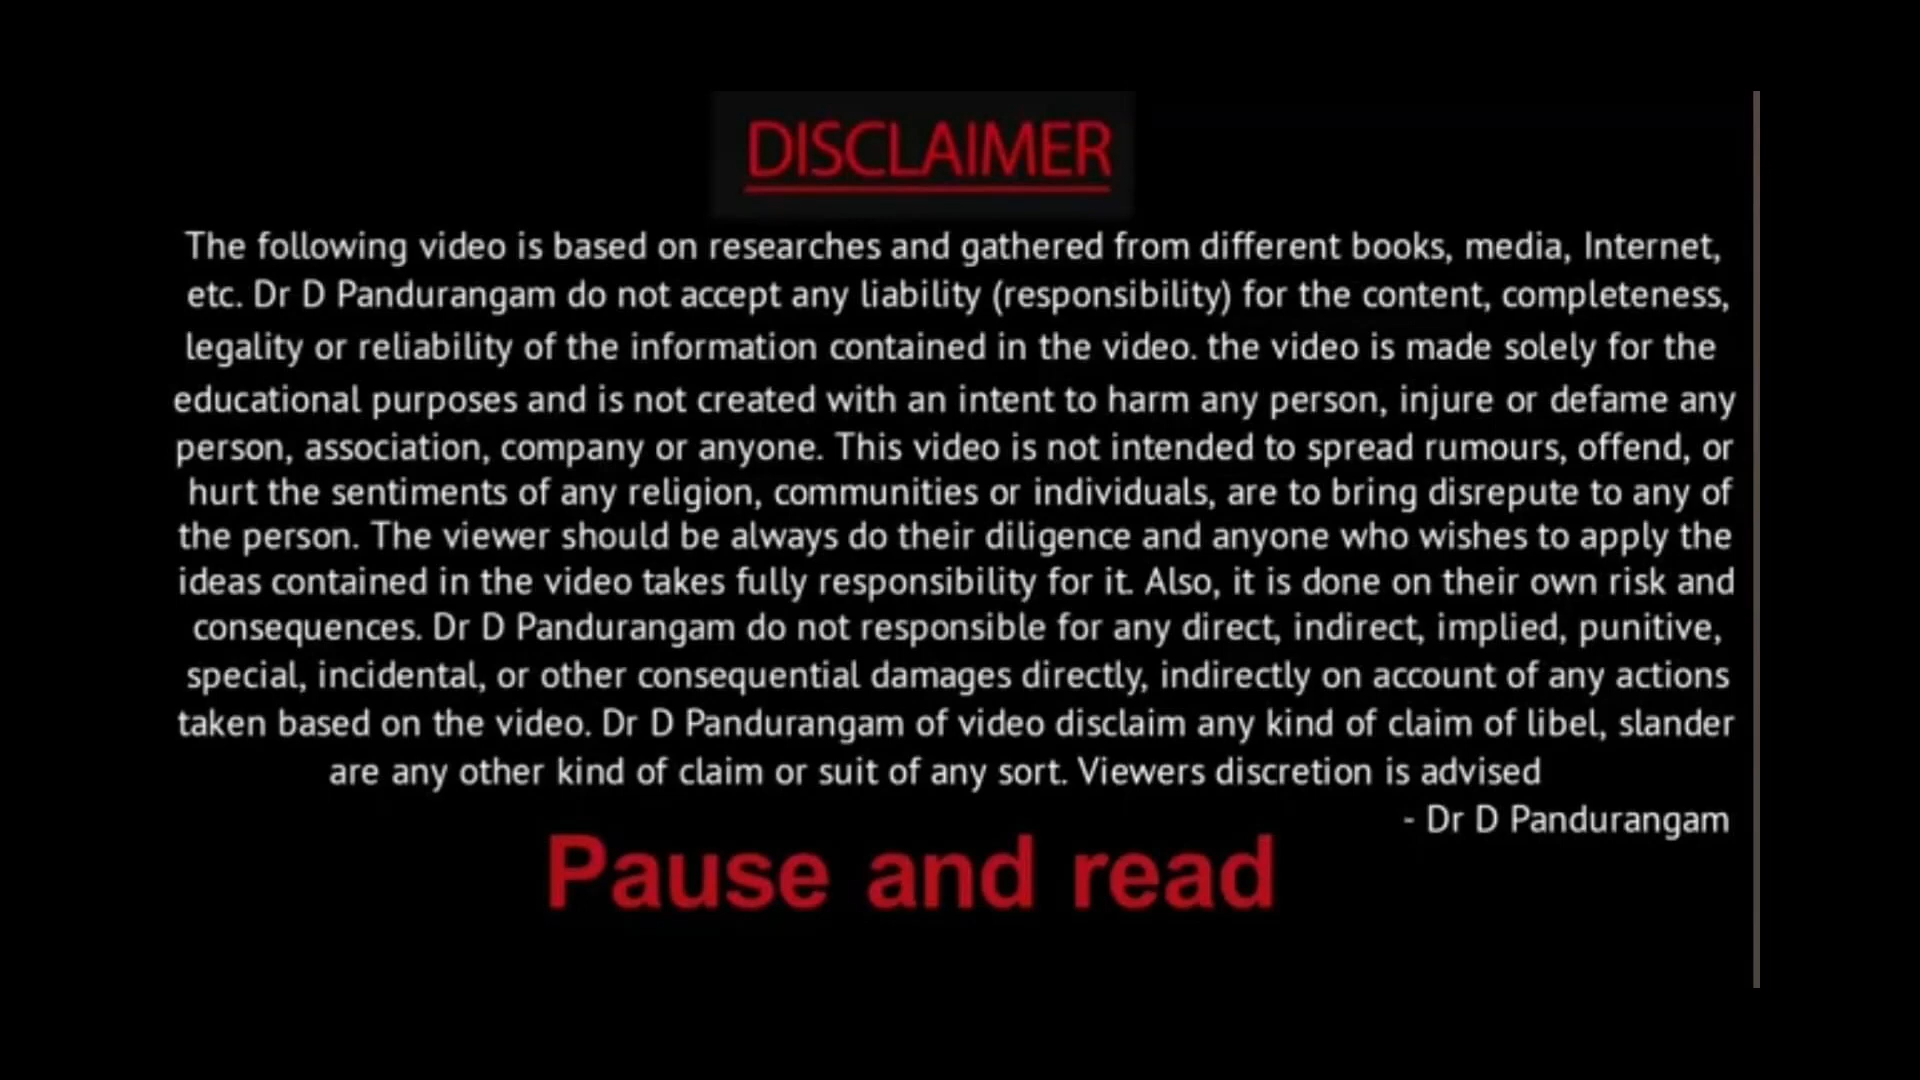 DISCLAIMER
The following video is based on researches and gathered from different books, media, Internet,
etc. Dr D Pandurangam do not accept any liability (responsibility) for the content, completeness,
legality or reliability of the information contained in the video. the video is made solely for the
educational purposes and is not created with an intent to harm any person, injure or defame any
person, association, company or anyone. This video is not intended to spread rumours, offend, or
hurt the sentiments of any religion, communities or individuals, are to bring disrepute to any of
the person. The viewer should be always do their diligence and anyone who wishes to apply the
ideas contained in the video takes fully responsibility for it. Also, it is done on their own risk and
consequences. Dr D Pandurangam do not responsible for any direct, indirect, implied, punitive,
special, incidental, or other consequential damages directly, indirectly on account of any actions
taken based on the video. Dr D Pandurangam of video disclaim any kind of claim of libel, slander
are any other kind of claim or suit of any sort. Viewers discretion is advised
- Dr D Pandurangam
Pause and read